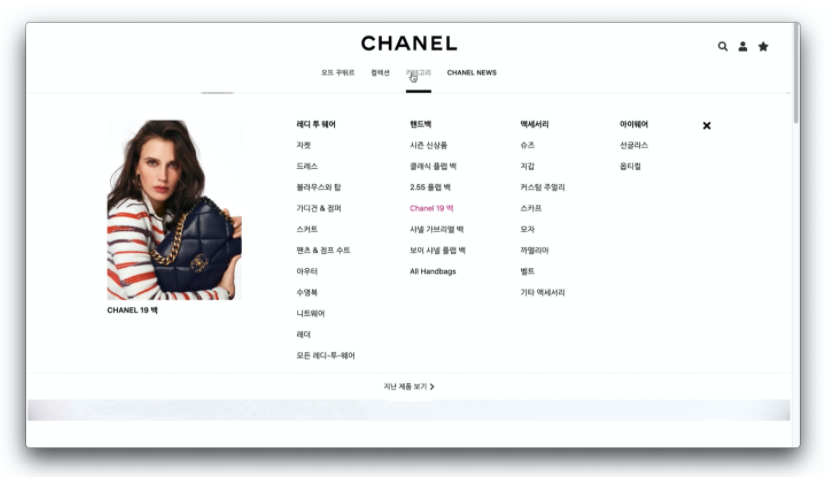 CHANEL
오뜨 꾸뛰르
컬렉션
카테고리
CHANEL NEWS
레디 투 웨어
자켓
드레스
블라우스와 탑
가디건 & 점퍼
스커트
팬츠 & 점프 수트
아우터
수영복
니트웨어
레더
모든 레디-투-웨어
핸드백
시즌 신상품
클래식 플랩 백
2.55 플랩 백
Chanel 19 백
샤넬 가브리엘 백
보이 샤넬 플랩 백
All Handbags
액세서리
슈즈
지갑
커스텀 주얼리
스카프
모자
까멜리아
벨트
기타 액세서리
아이웨어
선글라스
옵티컬
CHANEL 19 백
지난 제품 보기